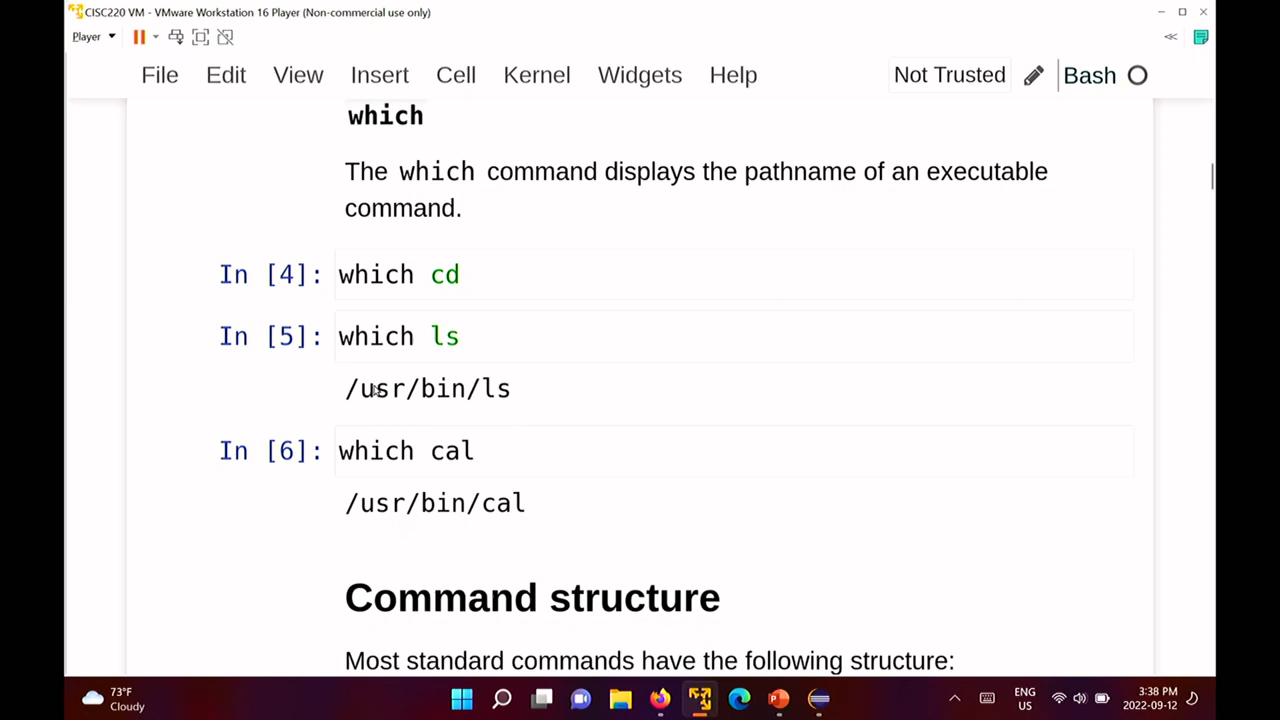 CISC220 VM - VMware Workstation 16 Player (Non-commercial use only)
Player
File Edit View Insert Cell Kernel Widgets Help Not Trusted Bash
which
The which command displays the pathname of an executable
command.
In [4]: which cd
In [5]: which ls
/usr/bin/ls
In [6]: which cal
/usr/bin/cal
Command structure
Most standard commands have the following structure:
73°F
Cloudy
ENG
US
3:38 PM
2022-09-12